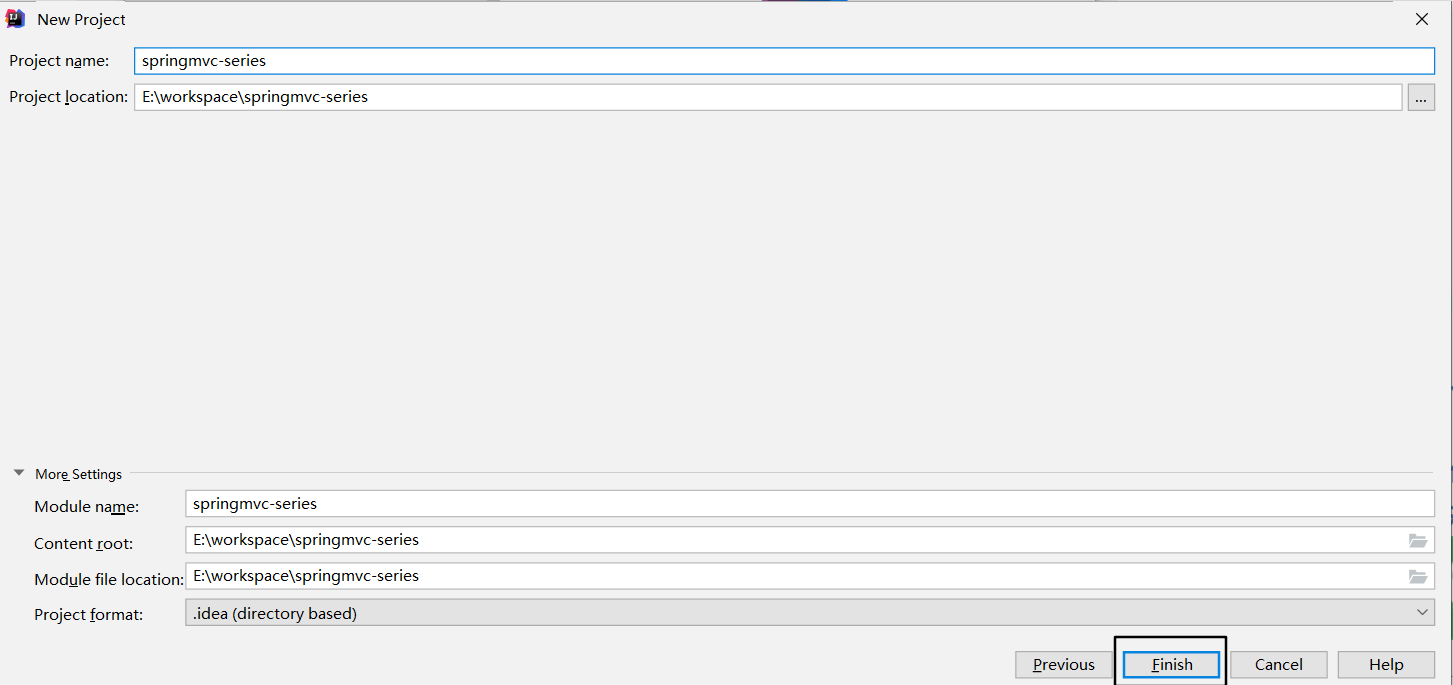 New Project
Project name: springmvc-series
Project location: E:\workspace\springmvc-series ...
More Settings
Module name: springmvc-series
Content root: E:\workspace\springmvc-series
Module file location: E:\workspace\springmvc-series
Project format: .idea (directory based)
Previous Finish Cancel Help